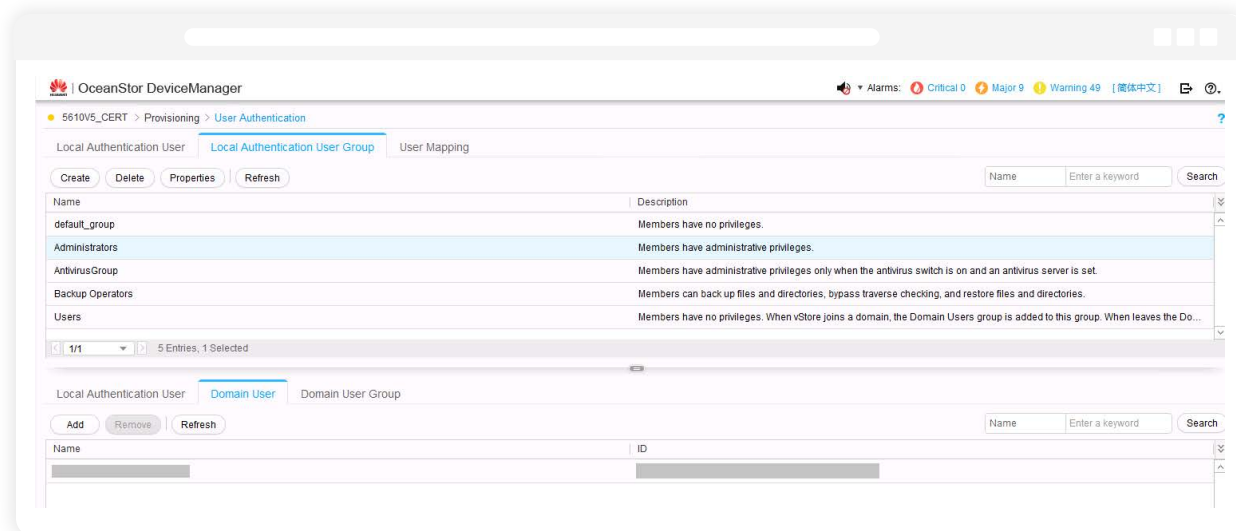 HUAWEI | OceanStor DeviceManager Alarms: Critical 0 Major 9 Warning 49 [简体中文]
5610V5_CERT > Provisioning > User Authentication ?
Local Authentication User Local Authentication User Group User Mapping
Create Delete Properties Refresh Name Enter a keyword Search
Name Description
default_group Members have no privileges.
Administrators Members have administrative privileges.
AntivirusGroup Members have administrative privileges only when the antivirus switch is on and an antivirus server is set.
Backup Operators Members can back up files and directories, bypass traverse checking, and restore files and directories.
Users Members have no privileges. When vStore joins a domain, the Domain Users group is added to this group. When leaves the Do...
1/1 5 Entries, 1 Selected
Local Authentication User Domain User Domain User Group
Add Remove Refresh Name Enter a keyword Search
Name ID